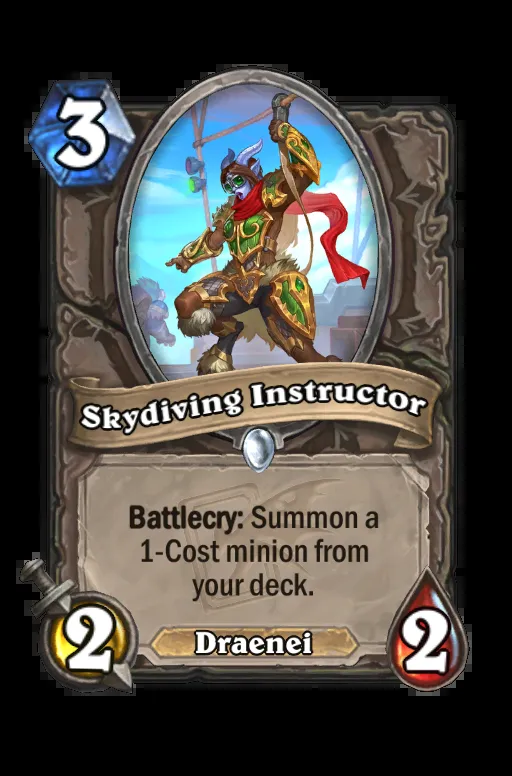 3
Skydiving Instructor
Battlecry: Summon a
1-Cost minion from
your deck.
2
Draenei
2